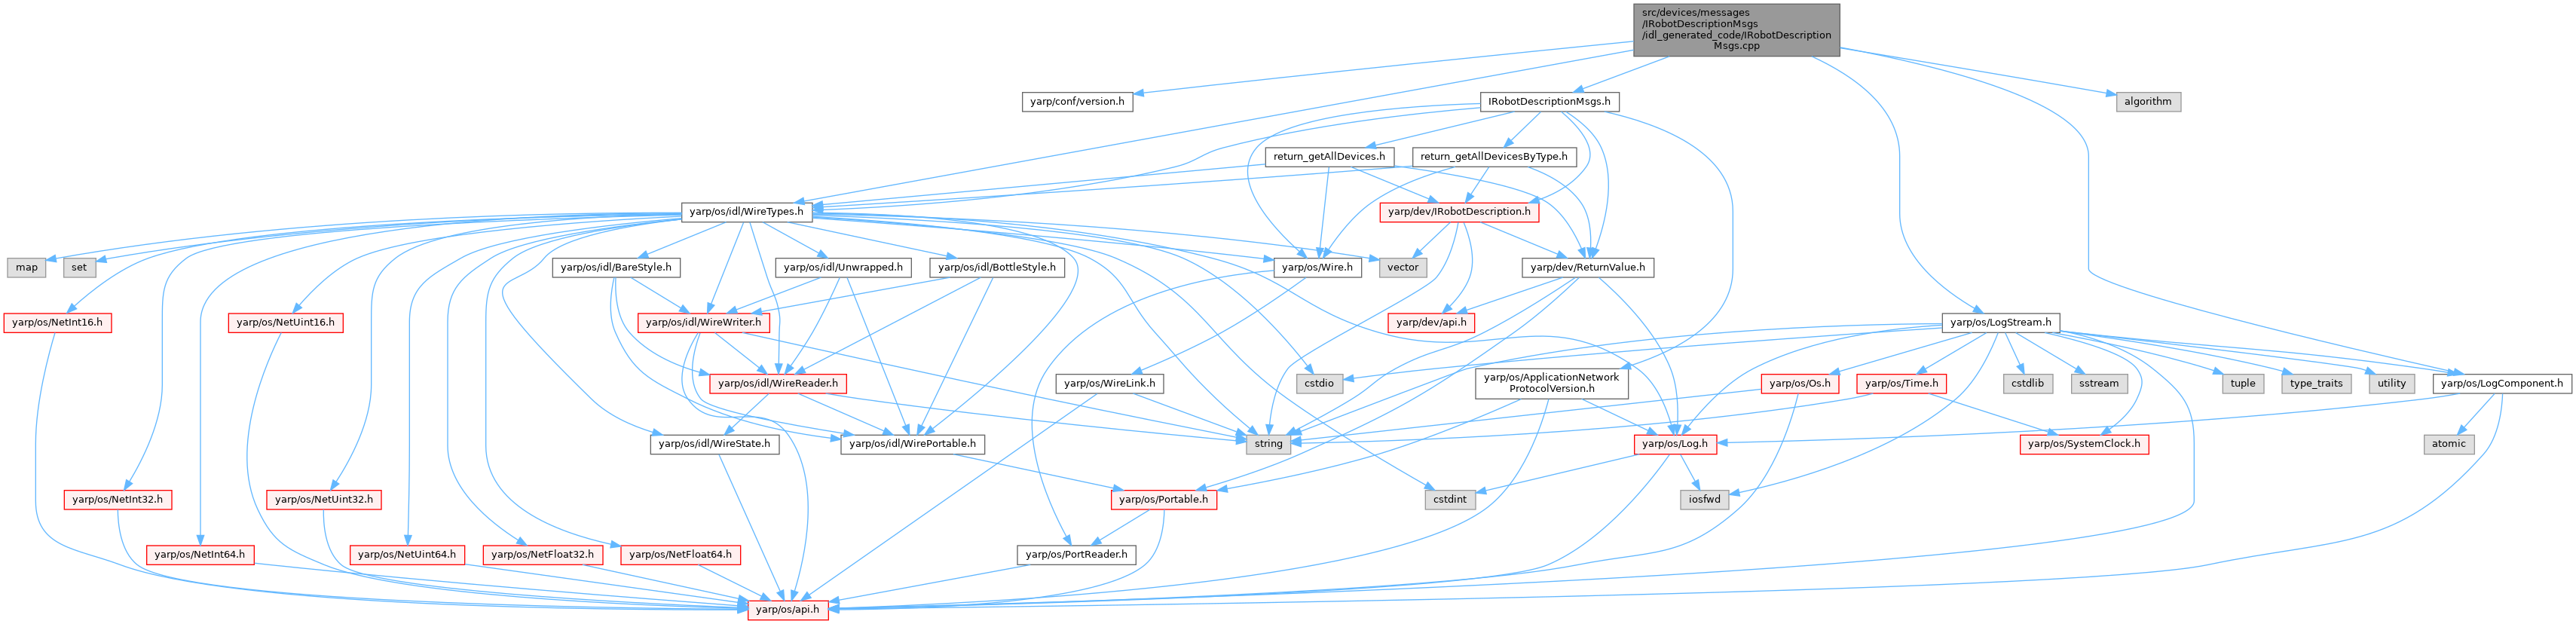 src/devices/messages
/IRobotDescriptionMsgs
/idl_generated_code/IRobotDescription
Msgs.cpp
yarp/conf/version.h
IRobotDescriptionMsgs.h
algorithm
return_getAllDevices.h
return_getAllDevicesByType.h
yarp/os/idl/WireTypes.h
yarp/dev/IRobotDescription.h
map
set
yarp/os/idl/BareStyle.h
yarp/os/idl/Unwrapped.h
yarp/os/idl/BottleStyle.h
yarp/os/Wire.h
vector
yarp/dev/ReturnValue.h
yarp/os/NetInt16.h
yarp/os/NetUint16.h
yarp/os/idl/WireWriter.h
yarp/dev/api.h
yarp/os/LogStream.h
yarp/os/idl/WireReader.h
yarp/os/WireLink.h
cstdio
yarp/os/ApplicationNetwork
ProtocolVersion.h
yarp/os/Os.h
yarp/os/Time.h
cstdlib
sstream
tuple
type_traits
utility
yarp/os/LogComponent.h
yarp/os/idl/WireState.h
yarp/os/idl/WirePortable.h
string
yarp/os/Log.h
yarp/os/SystemClock.h
atomic
yarp/os/NetInt32.h
yarp/os/NetUint32.h
yarp/os/Portable.h
cstdint
iosfwd
yarp/os/NetInt64.h
yarp/os/NetUint64.h
yarp/os/NetFloat32.h
yarp/os/NetFloat64.h
yarp/os/PortReader.h
yarp/os/api.h